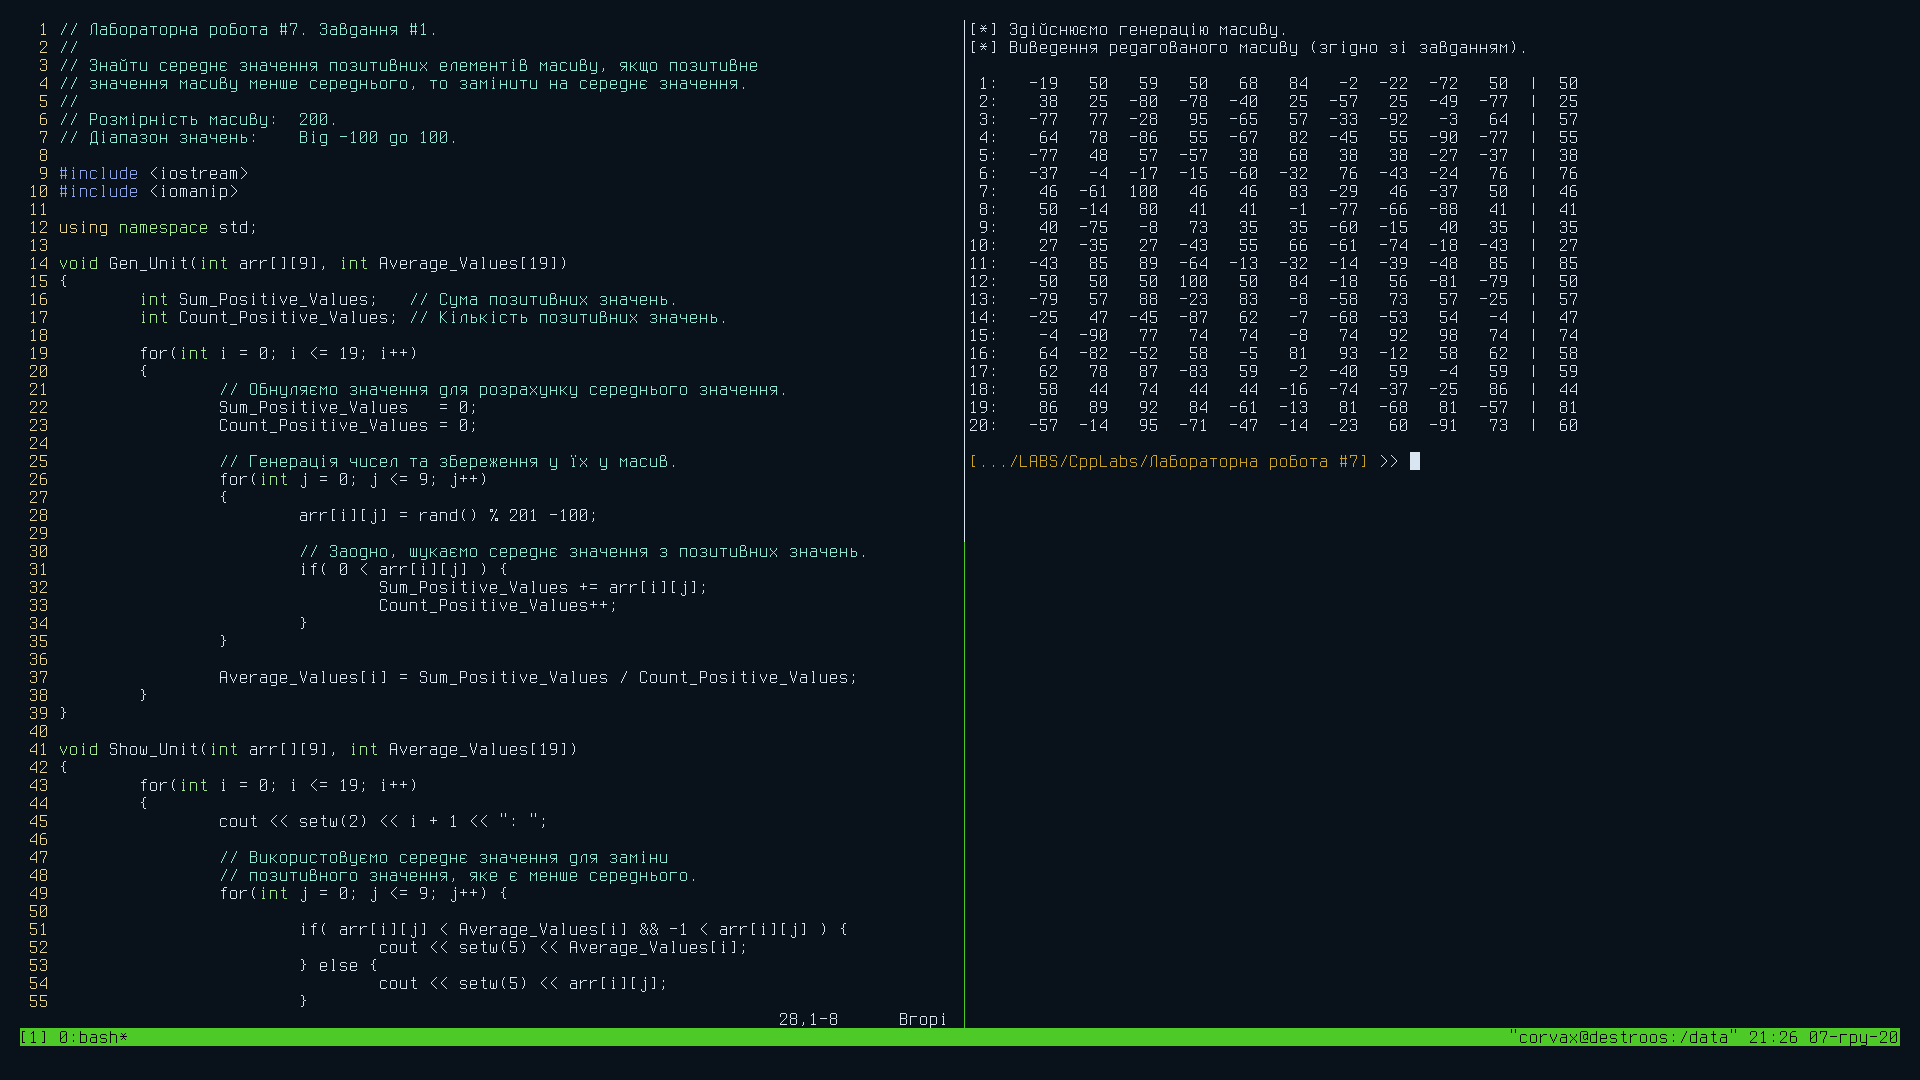 1 // Лабораторна робота #7. Завдання #1.
2 //
3 // Знайти середнє значення позитивних елементів масиву, якщо позитивне
4 // значення масиву менше середнього, то замінити на середнє значення.
5 //
6 // Розмірність масиву:  200.
7 // Діапазон значень:    Від -100 до 100.
8
9 #include <iostream>
10 #include <iomanip>
11
12 using namespace std;
13
14 void Gen_Unit(int arr[][9], int Average_Values[19])
15 {
16         int Sum_Positive_Values;   // Сума позитивних значень.
17         int Count_Positive_Values; // Кількість позитивних значень.
18
19         for(int i = 0; i <= 19; i++)
20         {
21                 // Обнуляємо значення для розрахунку середнього значення.
22                 Sum_Positive_Values   = 0;
23                 Count_Positive_Values = 0;
24
25                 // Генерація чисел та збереження у їх у масив.
26                 for(int j = 0; j <= 9; j++)
27                 {
28                         arr[i][j] = rand() % 201 -100;
29
30                         // Заодно, шукаємо середнє значення з позитивних значень.
31                         if( 0 < arr[i][j] ) {
32                                 Sum_Positive_Values += arr[i][j];
33                                 Count_Positive_Values++;
34                         }
35                 }
36
37                 Average_Values[i] = Sum_Positive_Values / Count_Positive_Values;
38         }
39 }
40
41 void Show_Unit(int arr[][9], int Average_Values[19])
42 {
43         for(int i = 0; i <= 19; i++)
44         {
45                 cout << setw(2) << i + 1 << ": ";
46
47                 // Використовуємо середнє значення для заміни
48                 // позитивного значення, яке є менше середнього.
49                 for(int j = 0; j <= 9; j++) {
50
51                         if( arr[i][j] < Average_Values[i] && -1 < arr[i][j] ) {
52                                 cout << setw(5) << Average_Values[i];
53                         } else {
54                                 cout << setw(5) << arr[i][j];
55                         }
28,1-8      Вгорі
[*] Здійснюємо генерацію масиву.
[*] Виведення редагованого масиву (згідно зі завданням).
 1:   -19   50   59   50   68   84   -2  -22  -72   50  |  50
 2:    38   25  -80  -78  -40   25  -57   25  -49  -77  |  25
 3:   -77   77  -28   95  -65   57  -33  -92   -3   64  |  57
 4:    64   78  -86   55  -67   82  -45   55  -90  -77  |  55
 5:   -77   48   57  -57   38   68   38   38  -27  -37  |  38
 6:   -37   -4  -17  -15  -60  -32   76  -43  -24   76  |  76
 7:    46  -61  100   46   46   83  -29   46  -37   50  |  46
 8:    50  -14   80   41   41   -1  -77  -66  -88   41  |  41
 9:    40  -75   -8   73   35   35  -60  -15   40   35  |  35
10:    27  -35   27  -43   55   66  -61  -74  -18  -43  |  27
11:   -43   85   89  -64  -13  -32  -14  -39  -48   85  |  85
12:    50   50   50  100   50   84  -18   56  -81  -79  |  50
13:   -79   57   88  -23   83   -8  -58   73   57  -25  |  57
14:   -25   47  -45  -87   62   -7  -68  -53   54   -4  |  47
15:    -4  -90   77   74   74   -8   74   92   98   74  |  74
16:    64  -82  -52   58   -5   81   93  -12   58   62  |  58
17:    62   78   87  -83   59   -2  -40   59   -4   59  |  59
18:    58   44   74   44   44  -16  -74  -37  -25   86  |  44
19:    86   89   92   84  -61  -13   81  -68   81  -57  |  81
20:   -57  -14   95  -71  -47  -14  -23   60  -91   73  |  60
[.../LABS/CppLabs/Лабораторна робота #7] >>
[1] 0:bash*
"corvax@destroos:/data" 21:26 07-гру-20